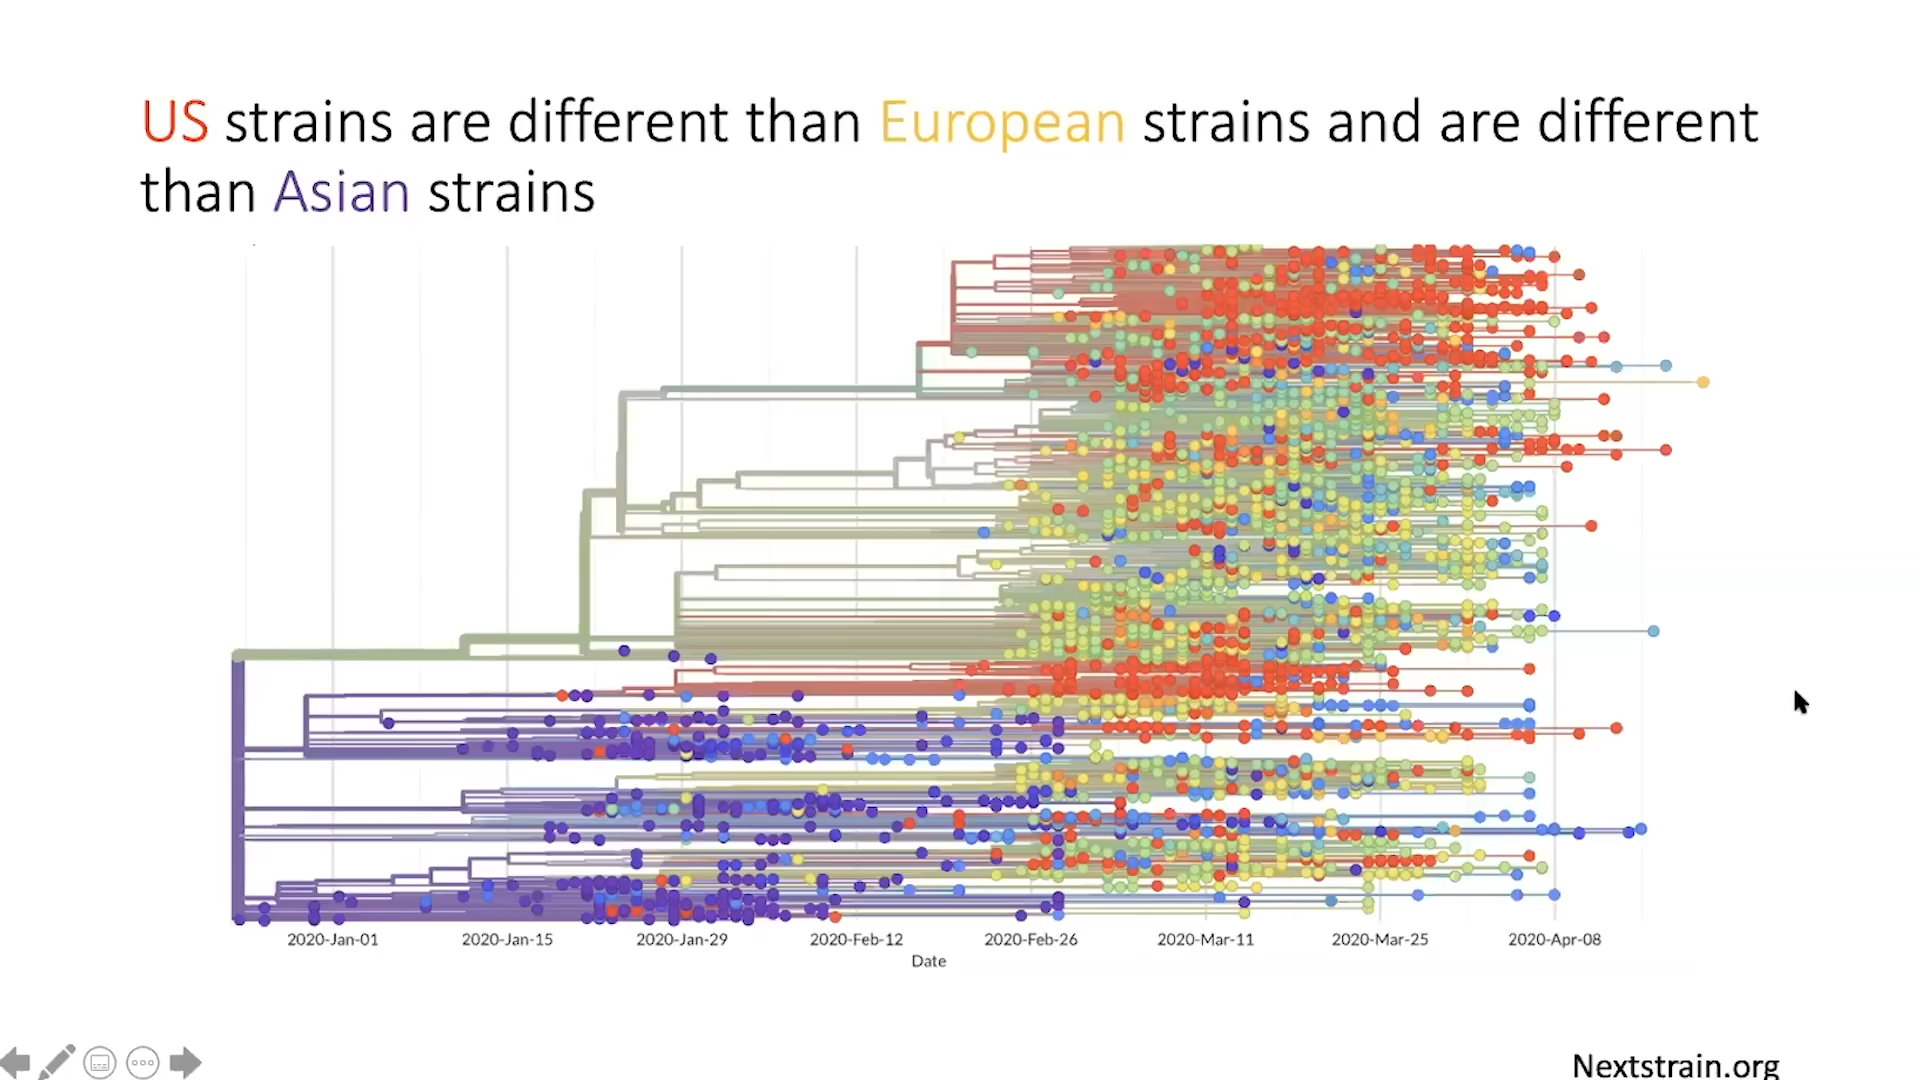 US strains are different than European strains and are different
than Asian strains
2020-Jan-01 2020-Jan-15 2020-Jan-29 2020-Feb-12 2020-Feb-26 2020-Mar-11 2020-Mar-25 2020-Apr-08
Date
Nextstrain.org